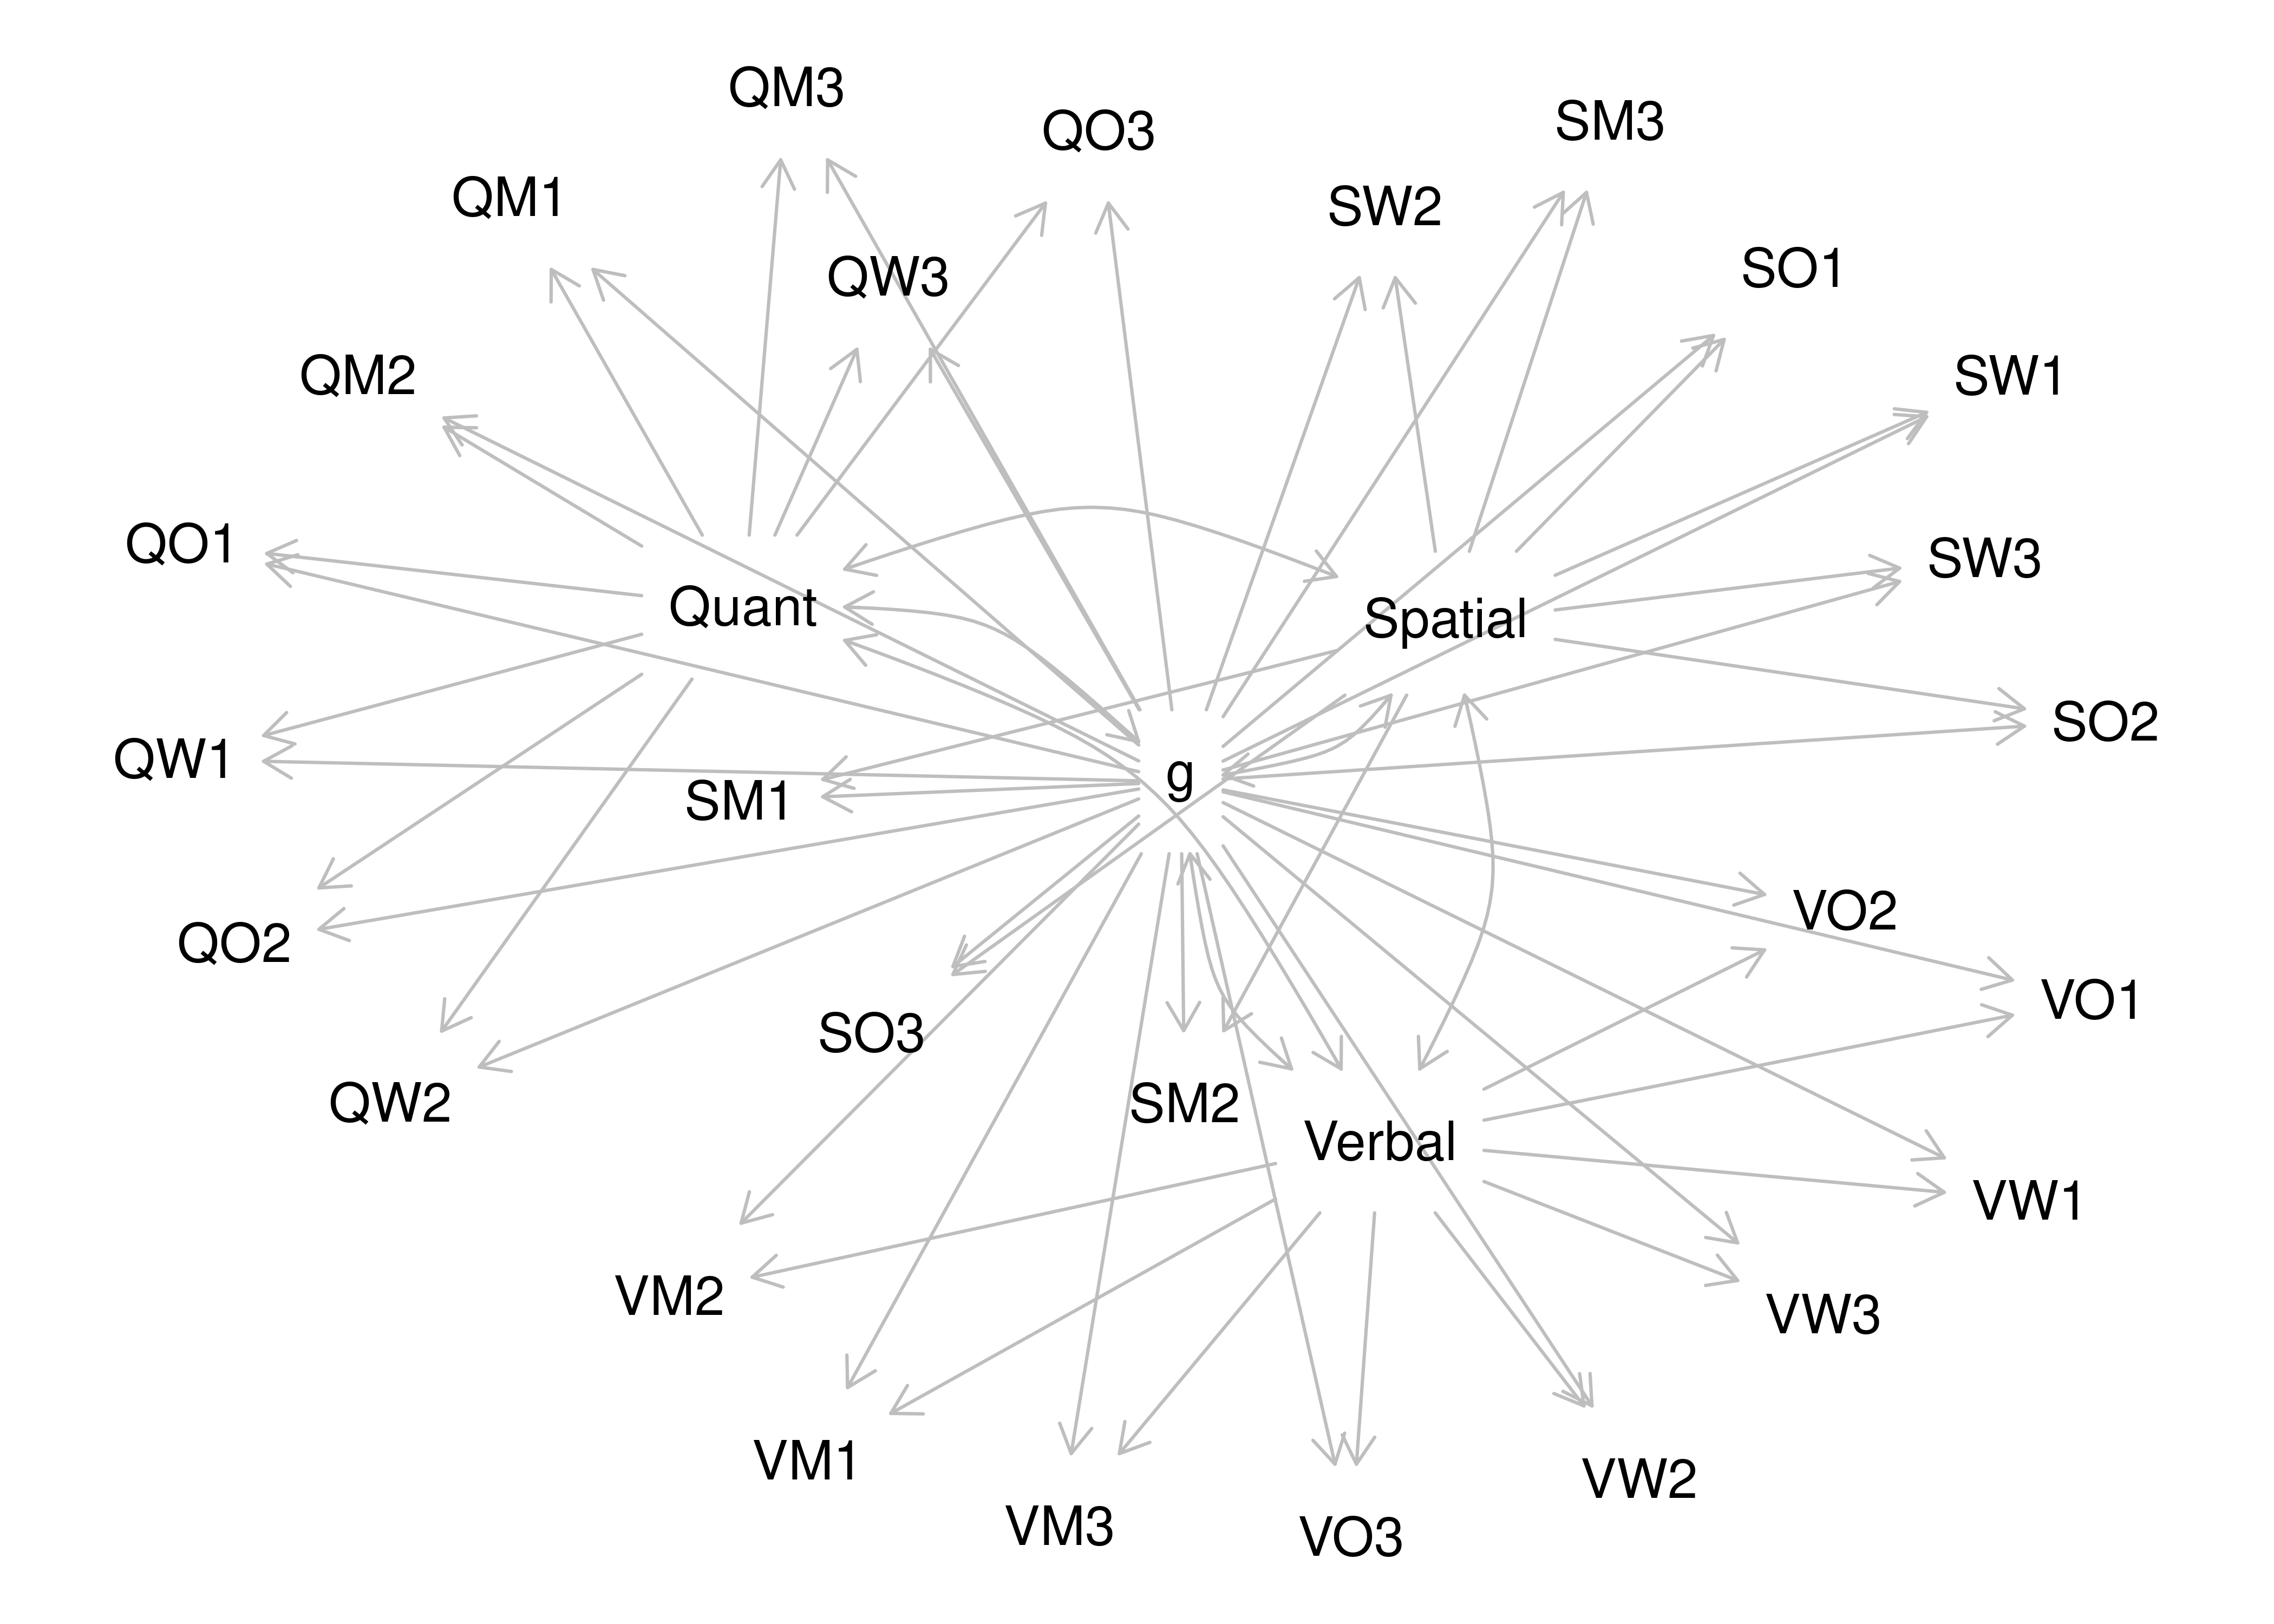 QM3
SM3
QO3
QM1
SW2
SO1
QW3
QM2
SW1
QO1
SW3
Quant
Spatial
SO2
QW1
g
SM1
VO2
QO2
VO1
SO3
QW2
SM2
Verbal
VW1
VM2
VW3
VM1
VW2
VM3
VO3